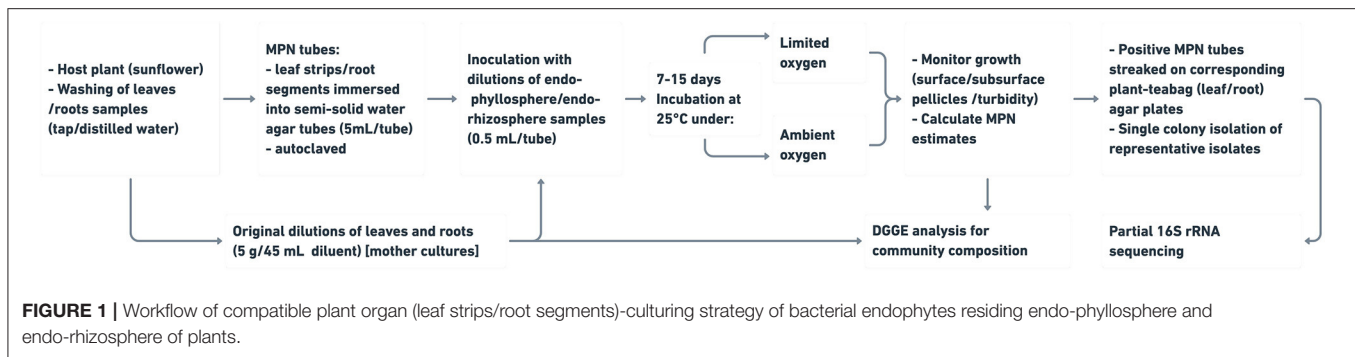 - Host plant (sunflower)
- Washing of leaves
/roots samples
(tap/distilled water)
MPN tubes:
- leaf strips/root
segments immersed
into semi-solid water
agar tubes (5mL/tube)
- autoclaved
Inoculation with
dilutions of endo-
phyllosphere/endo-
rhizosphere samples
(0.5 mL/tube)
7-15 days
Incubation at
25°C under:
Limited
oxygen
Ambient
oxygen
- Monitor growth
(surface/subsurface
pellicles /turbidity)
- Calculate MPN
estimates
- Positive MPN tubes
streaked on corresponding
plant-teabag (leaf/root)
agar plates
- Single colony isolation of
representative isolates
Original dilutions of leaves and roots
(5 g/45 mL diluent) [mother cultures]
DGGE analysis for
community composition
Partial 16S rRNA
sequencing
FIGURE 1 | Workflow of compatible plant organ (leaf strips/root segments)-culturing strategy of bacterial endophytes residing endo-phyllosphere and
endo-rhizosphere of plants.